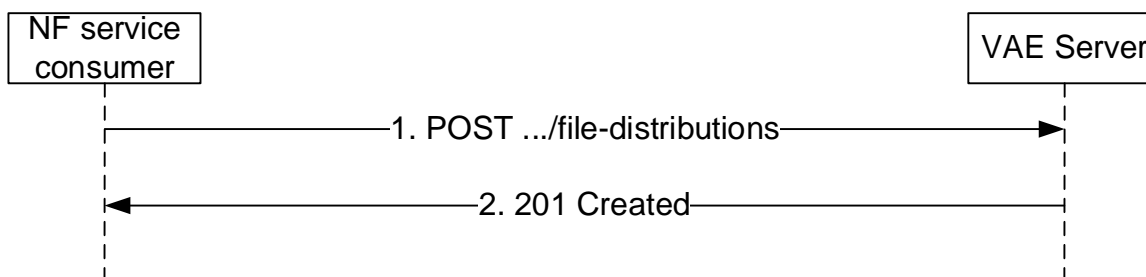 NF service
consumer
VAE Server
1. POST .../file-distributions
2. 201 Created